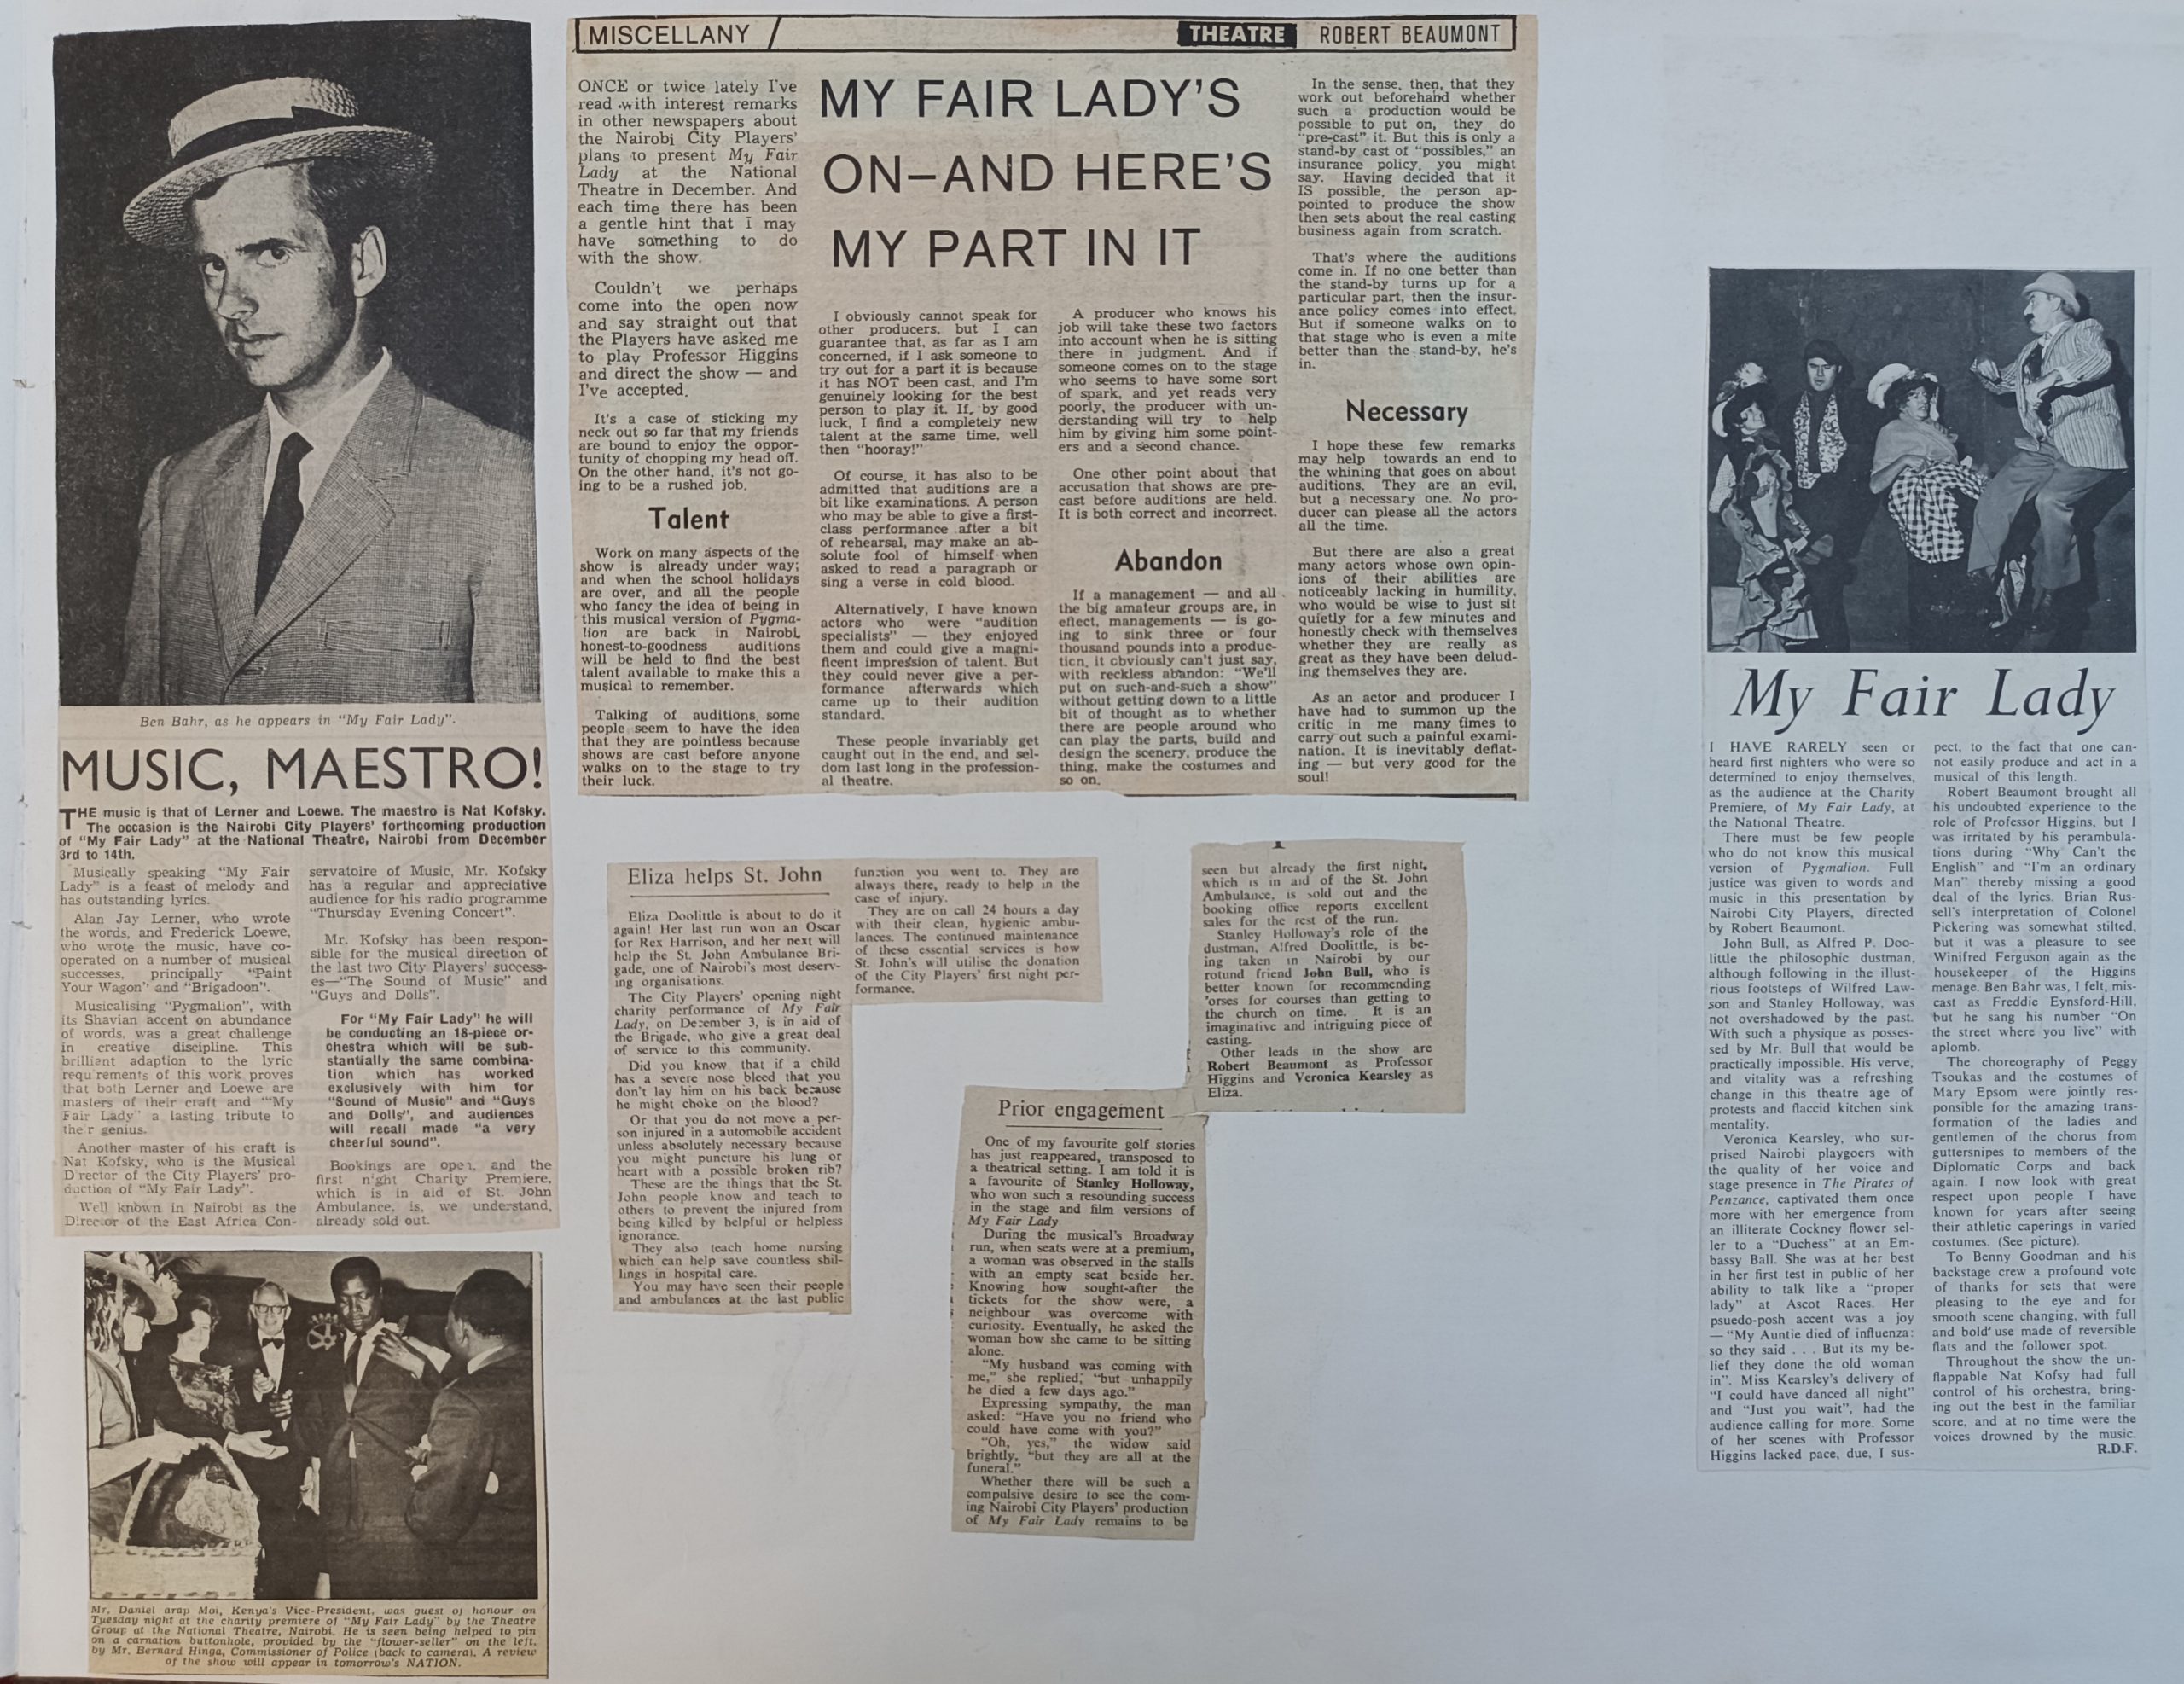 Ben Bahr, as he appears in "My Fair Lady".
MUSIC, MAESTRO!
THE music is that of Lerner and Loewe. The maestro is Nat Kofsky.
The occasion is the Nairobi City Players' forthcoming production
of "My Fair Lady" at the National Theatre, Nairobi from December
3rd to 14th.
Musically speaking "My Fair
Lady" is a feast of melody and
has outstanding lyrics.
Alan Jay Lerner, who wrote
the words, and Frederick Loewe,
who wrote the music, have co-
operated on a number of musical
successes, principally "Paint
Your Wagon" and "Brigadoon".
Musicalising "Pygmalion", with
its Shavian accent on abundance
of words, was a great challenge
in creative discipline. This
brilliant adaption to the lyric
requirements of this work proves
that both Lerner and Loewe are
masters of their craft and "My
Fair Lady" a lasting tribute to
their genius.
Another master of his craft is
Nat Kofsky, who is the Musical
Director of the City Players' pro-
duction of "My Fair Lady".
Well known in Nairobi as the
Director of the East Africa Con-
servatoire of Music, Mr. Kofsky
has a regular and appreciative
audience for his radio programme
"Thursday Evening Concert".
Mr. Kofsky has been respon-
sible for the musical direction of
the last two City Players' success-
es—"The Sound of Music" and
"Guys and Dolls".
For "My Fair Lady" he will
be conducting an 18-piece or-
chestra which will be sub-
stantially the same combina-
tion which has worked
exclusively with him for
"Sound of Music" and "Guys
and Dolls", and audiences
will recall made "a very
cheerful sound".
Bookings are open, and the
first night Charity Premiere,
which is in aid of St. John
Ambulance, is, we understand,
already sold out.
Mr. Daniel arap Moi, Kenya's Vice-President, was guest of honour on
Tuesday night at the charity premiere of "My Fair Lady" by the Theatre
Group at the National Theatre, Nairobi. He is seen being helped to pin
on a carnation buttonhole, provided by the "flower-seller" on the left,
by Mr. Bernard Hinga, Commissioner of Police (back to camera). A review
of the show will appear in tomorrow's NATION.
MISCELLANY
THEATRE ROBERT BEAUMONT
MY FAIR LADY'S
ON—AND HERE'S
MY PART IN IT
ONCE or twice lately I've
read with interest remarks
in other newspapers about
the Nairobi City Players'
plans to present My Fair
Lady at the National
Theatre in December. And
each time there has been
a gentle hint that I may
have something to do
with the show.
Couldn't we perhaps
come into the open now
and say straight out that
the Players have asked me
to play Professor Higgins
and direct the show — and
I've accepted.
It's a case of sticking my
neck out so far that my friends
are bound to enjoy the oppor-
tunity of chopping my head off.
On the other hand, it's not go-
ing to be a rushed job.
Talent
Work on many aspects of the
show is already under way;
and when the school holidays
are over, and all the people
who fancy the idea of being in
this musical version of Pygma-
lion are back in Nairobi,
honest-to-goodness auditions
will be held to find the best
talent available to make this a
musical to remember.
Talking of auditions, some
people seem to have the idea
that they are pointless because
shows are cast before anyone
walks on to the stage to try
their luck.
I obviously cannot speak for
other producers, but I can
guarantee that, as far as I am
concerned, if I ask someone to
try out for a part it is because
it has NOT been cast, and I'm
genuinely looking for the best
person to play it. If, by good
luck, I find a completely new
talent at the same time, well
then "hooray!"
Of course, it has also to be
admitted that auditions are a
bit like examinations. A person
who may be able to give a first-
class performance after a bit
of rehearsal, may make an ab-
solute fool of himself when
asked to read a paragraph or
sing a verse in cold blood.
Alternatively, I have known
actors who were "audition
specialists" — they enjoyed
them and could give a magni-
ficent impression of talent. But
they could never give a per-
formance afterwards which
came up to their audition
standard.
These people invariably get
caught out in the end, and sel-
dom last long in the profession-
al theatre.
A producer who knows his
job will take these two factors
into account when he is sitting
there in judgment. And if
someone comes on to the stage
who seems to have some sort
of spark, and yet reads very
poorly, the producer with un-
derstanding will try to help
him by giving him some point-
ers and a second chance.
One other point about that
accusation that shows are pre-
cast before auditions are held.
It is both correct and incorrect.
Abandon
If a management — and all
the big amateur groups are, in
effect, managements — is go-
ing to sink three or four
thousand pounds into a produc-
tion, it obviously can't just say,
with reckless abandon: "We'll
put on such-and-such a show"
without getting down to a little
bit of thought as to whether
there are people around who
can play the parts, build and
design the scenery, produce the
thing, make the costumes and
so on.
In the sense, then, that they
work out beforehand whether
such a production would be
possible to put on, they do
"pre-cast" it. But this is only a
stand-by cast of "possibles," an
insurance policy, you might
say. Having decided that it
IS possible, the person ap-
pointed to produce the show
then sets about the real casting
business again from scratch.
That's where the auditions
come in. If no one better than
the stand-by turns up for a
particular part, then the insur-
ance policy comes into effect.
But if someone walks on to
that stage who is even a mite
better than the stand-by, he's
in.
Necessary
I hope these few remarks
may help towards an end to
the whining that goes on about
auditions. They are an evil,
but a necessary one. No pro-
ducer can please all the actors
all the time.
But there are also a great
many actors whose own opin-
ions of their abilities are
noticeably lacking in humility,
who would be wise to just sit
quietly for a few minutes and
honestly check with themselves
whether they are really as
great as they have been delud-
ing themselves they are.
As an actor and producer I
have had to summon up the
critic in me many times to
carry out such a painful exami-
nation. It is inevitably deflat-
ing — but very good for the
soul!
Eliza helps St. John
Eliza Doolittle is about to do it
again! Her last run won an Oscar
for Rex Harrison, and her next will
help the St. John Ambulance Bri-
gade, one of Nairobi's most deserv-
ing organisations.
The City Players' opening night
charity performance of My Fair
Lady, on December 3, is in aid of
the Brigade, who give a great deal
of service to this community.
Did you know that if a child
has a severe nose bleed that you
don't lay him on his back because
he might choke on the blood?
Or that you do not move a per-
son injured in a automobile accident
unless absolutely necessary because
you might puncture his lung or
heart with a possible broken rib?
These are the things that the St.
John people know and teach to
others to prevent the injured from
being killed by helpful or helpless
ignorance.
They also teach home nursing
which can help save countless shil-
lings in hospital care.
You may have seen their people
and ambulances at the last public
function you went to. They are
always there, ready to help in the
case of injury.
They are on call 24 hours a day
with their clean, hygienic ambu-
lances. The continued maintenance
of these essential services is how
St. John's will utilise the donation
of the City Players' first night per-
formance.
Prior engagement
One of my favourite golf stories
has just reappeared, transposed to
a theatrical setting. I am told it is
a favourite of Stanley Holloway,
who won such a resounding success
in the stage and film versions of
My Fair Lady
During the musical's Broadway
run, when seats were at a premium,
a woman was observed in the stalls
with an empty seat beside her.
Knowing how sought-after the
tickets for the show were, a
neighbour was overcome with
curiosity. Eventually, he asked the
woman how she came to be sitting
alone.
"My husband was coming with
me," she replied, "but unhappily
he died a few days ago."
Expressing sympathy, the man
asked: "Have you no friend who
could have come with you?"
"Oh, yes," the widow said
brightly, "but they are all at the
funeral."
Whether there will be such a
compulsive desire to see the com-
ing Nairobi City Players' production
of My Fair Lady remains to be
seen but already the first night,
which is in aid of the St. John
Ambulance, is sold out and the
booking office reports excellent
sales for the rest of the run.
Stanley Holloway's role of the
dustman, Alfred Doolittle, is be-
ing taken in Nairobi by our
rotund friend John Bull, who is
better known for recommending
'orses for courses than getting to
the church on time. It is an
imaginative and intriguing piece of
casting.
Other leads in the show are
Robert Beaumont as Professor
Higgins and Veronica Kearsley as
Eliza.
My Fair Lady
I HAVE RARELY seen or
heard first nighters who were so
determined to enjoy themselves,
as the audience at the Charity
Premiere, of My Fair Lady, at
the National Theatre.
There must be few people
who do not know this musical
version of Pygmalion. Full
justice was given to words and
music in this presentation by
Nairobi City Players, directed
by Robert Beaumont.
John Bull, as Alfred P. Doo-
little the philosophic dustman,
although following in the illust-
rious footsteps of Wilfred Law-
son and Stanley Holloway, was
not overshadowed by the past.
With such a physique as posses-
sed by Mr. Bull that would be
practically impossible. His verve,
and vitality was a refreshing
change in this theatre age of
protests and flaccid kitchen sink
mentality.
Veronica Kearsley, who sur-
prised Nairobi playgoers with
the quality of her voice and
stage presence in The Pirates of
Penzance, captivated them once
more with her emergence from
an illiterate Cockney flower sel-
ler to a "Duchess" at an Em-
bassy Ball. She was at her best
in her first test in public of her
ability to talk like a "proper
lady" at Ascot Races. Her
psuedo-posh accent was a joy
— "My Auntie died of influenza:
so they said . . . But its my be-
lief they done the old woman
in". Miss Kearsley's delivery of
"I could have danced all night"
and "Just you wait", had the
audience calling for more. Some
of her scenes with Professor
Higgins lacked pace, due, I sus-
pect, to the fact that one can-
not easily produce and act in a
musical of this length.
Robert Beaumont brought all
his undoubted experience to the
role of Professor Higgins, but I
was irritated by his perambula-
tions during "Why Can't the
English" and "I'm an ordinary
Man" thereby missing a good
deal of the lyrics. Brian Rus-
sell's interpretation of Colonel
Pickering was somewhat stilted,
but it was a pleasure to see
Winifred Ferguson again as the
housekeeper of the Higgins
menage. Ben Bahr was, I felt, mis-
cast as Freddie Eynsford-Hill,
but he sang his number "On
the street where you live" with
aplomb.
The choreography of Peggy
Tsoukas and the costumes of
Mary Epsom were jointly res-
ponsible for the amazing trans-
formation of the ladies and
gentlemen of the chorus from
guttersnipes to members of the
Diplomatic Corps and back
again. I now look with great
respect upon people I have
known for years after seeing
their athletic caperings in varied
costumes. (See picture).
To Benny Goodman and his
backstage crew a profound vote
of thanks for sets that were
pleasing to the eye and for
smooth scene changing, with full
and bold use made of reversible
flats and the follower spot.
Throughout the show the un-
flappable Nat Kofsy had full
control of his orchestra, bring-
ing out the best in the familiar
score, and at no time were the
voices drowned by the music.
R.D.F.